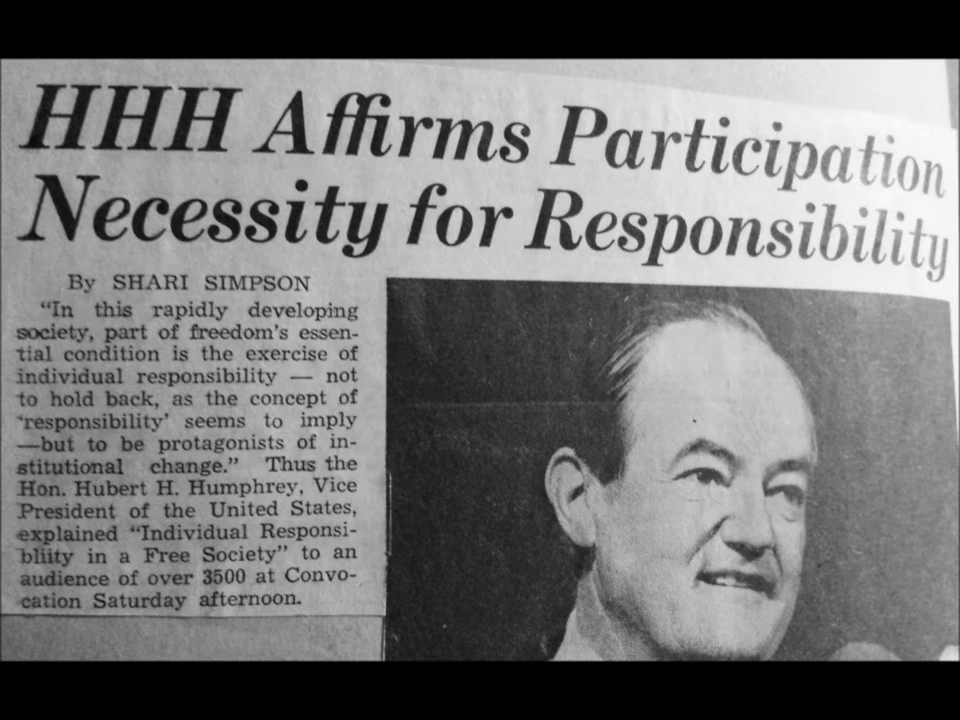 HHH Affirms Participation
Necessity for Responsibility
By SHARI SIMPSON
“In this rapidly developing
society, part of freedom’s essen-
tial condition is the exercise of
individual responsibility — not
to hold back, as the concept of
‘responsibility’ seems to imply
—but to be protagonists of in-
stitutional change.” Thus the
Hon. Hubert H. Humphrey, Vice
President of the United States,
explained “Individual Responsi-
bliity in a Free Society” to an
audience of over 3500 at Convo-
cation Saturday afternoon.